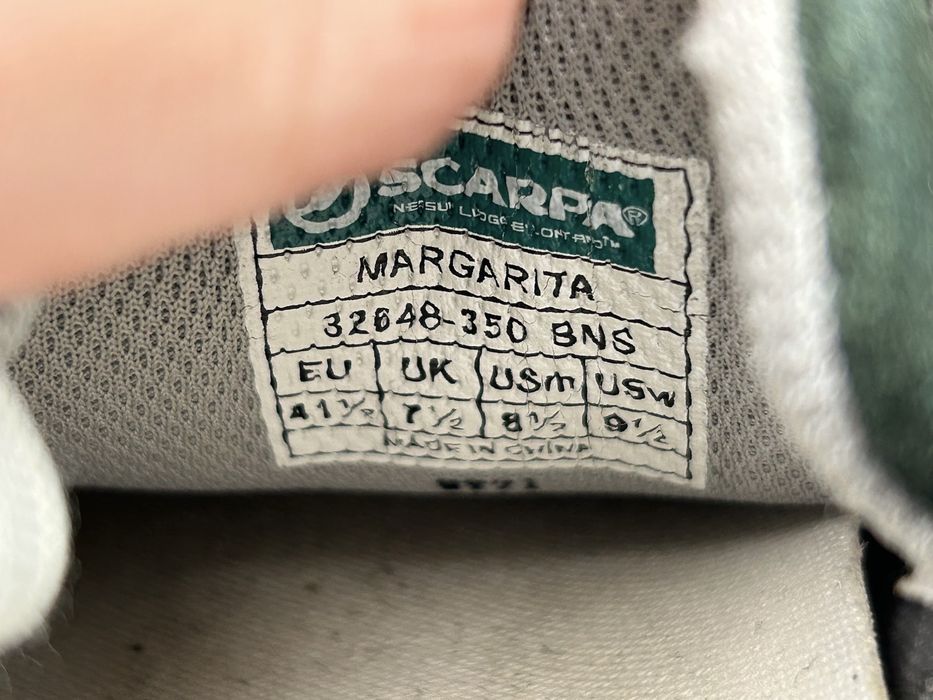 SCARPA®
MARGARITA
32648-350 BNS
EU UK USm USw
41½ 7½ 8½ 9½
MADE IN CHINA